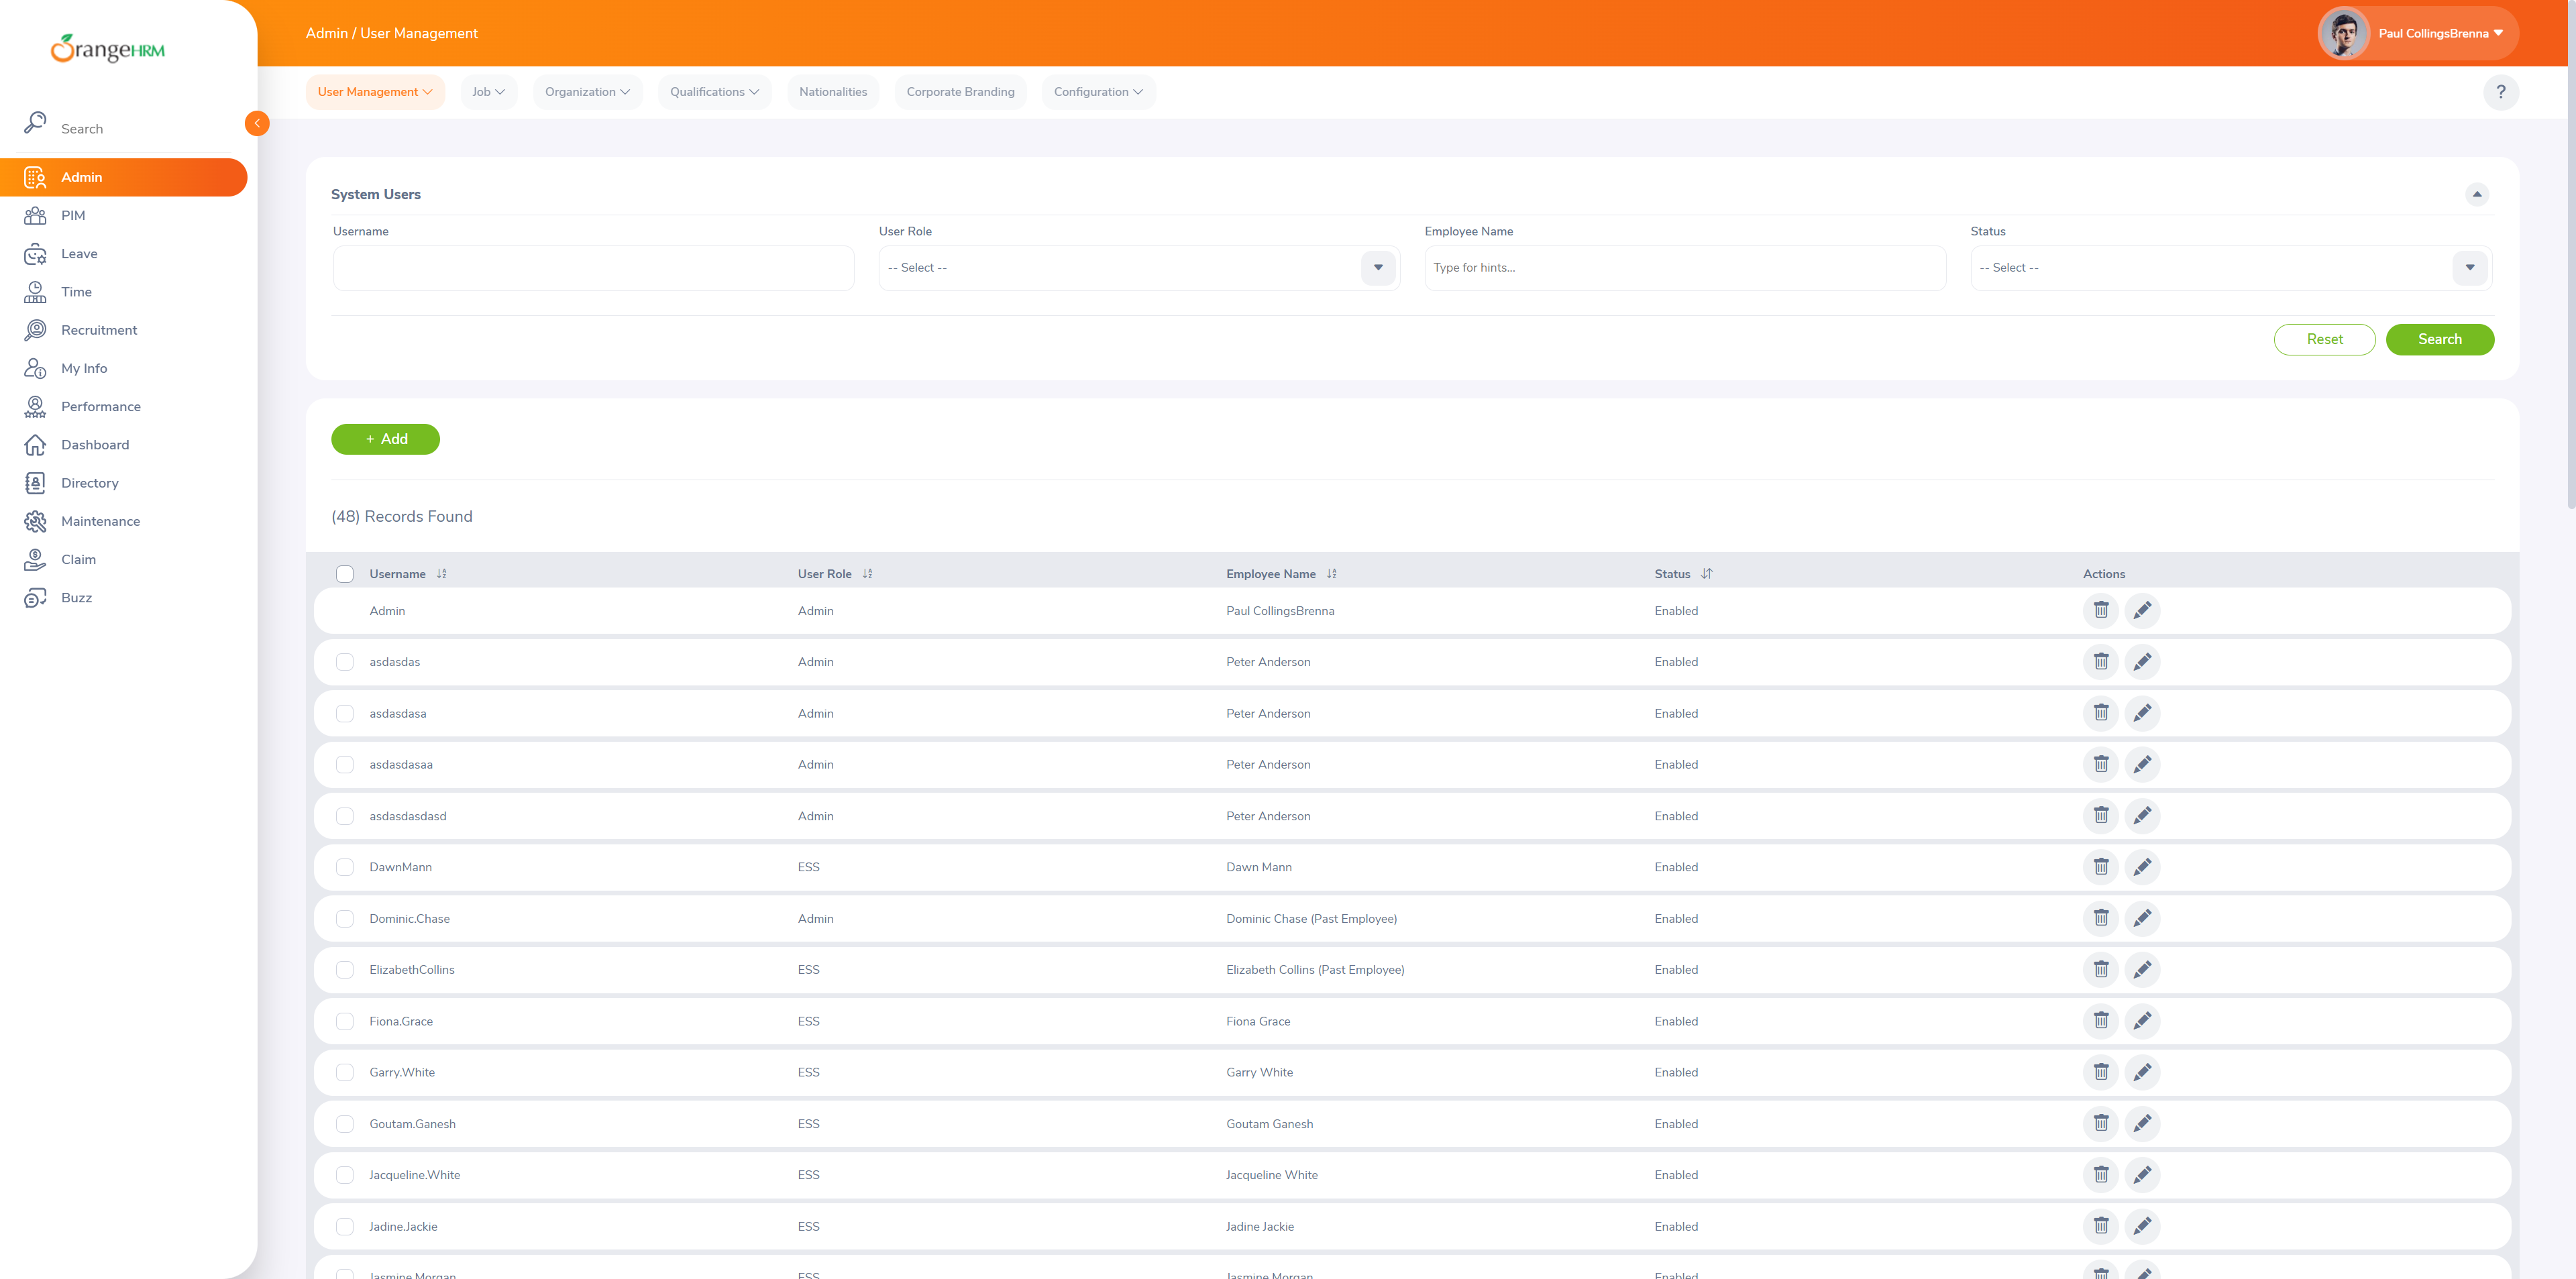 OrangeHRM
Admin / User Management
Paul CollingsBrenna
User Management
Job
Organization
Qualifications
Nationalities
Corporate Branding
Configuration
?
Search
Admin
PIM
Leave
Time
Recruitment
My Info
Performance
Dashboard
Directory
Maintenance
Claim
Buzz
System Users
Username
User Role
Employee Name
Status
-- Select --
Type for hints...
-- Select --
Reset
Search
+ Add
(48) Records Found
Username User Role Employee Name Status Actions
Admin Admin Paul CollingsBrenna Enabled
asdasdas Admin Peter Anderson Enabled
asdasdasa Admin Peter Anderson Enabled
asdasdasaa Admin Peter Anderson Enabled
asdasdasdasd Admin Peter Anderson Enabled
DawnMann ESS Dawn Mann Enabled
Dominic.Chase Admin Dominic Chase (Past Employee) Enabled
ElizabethCollins ESS Elizabeth Collins (Past Employee) Enabled
Fiona.Grace ESS Fiona Grace Enabled
Garry.White ESS Garry White Enabled
Goutam.Ganesh ESS Goutam Ganesh Enabled
Jacqueline.White ESS Jacqueline White Enabled
Jadine.Jackie ESS Jadine Jackie Enabled
Jasmine.Morgan ESS Jasmine Morgan Enabled